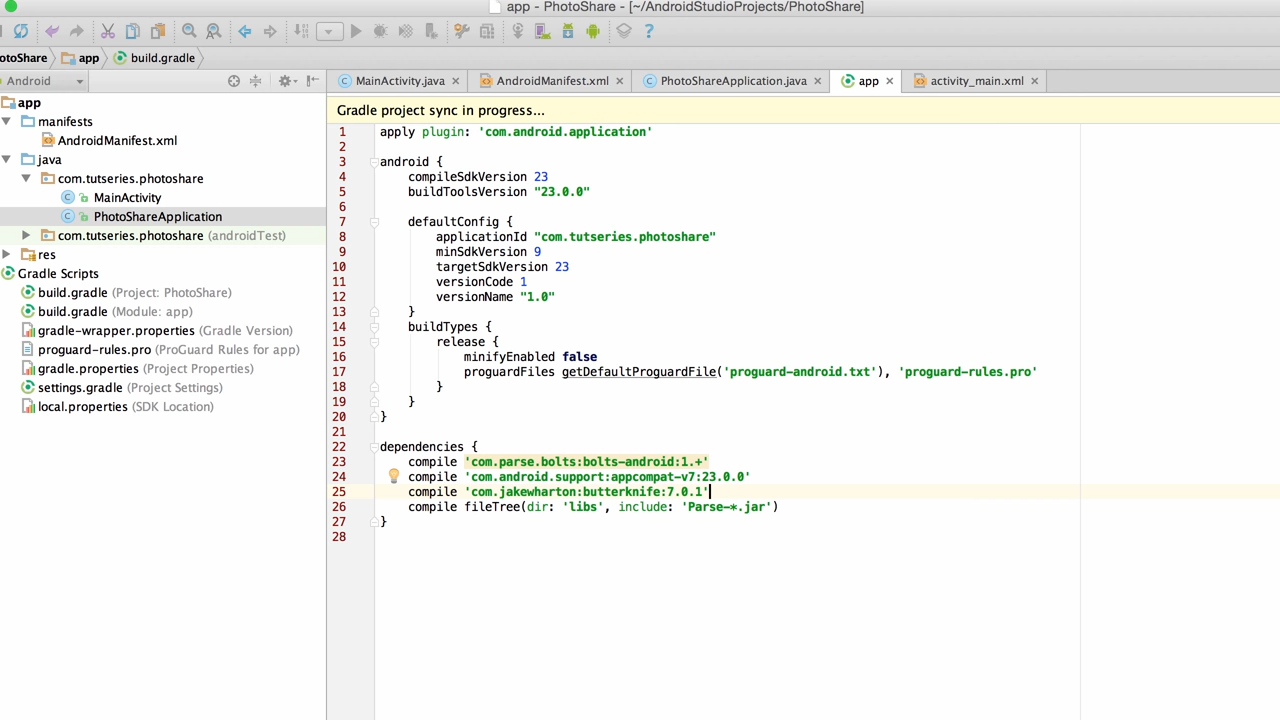 app - PhotoShare - [~/AndroidStudioProjects/PhotoShare]
otoShare app build.gradle
Android
MainActivity.java AndroidManifest.xml PhotoShareApplication.java app activity_main.xml
app
manifests
AndroidManifest.xml
java
com.tutseries.photoshare
MainActivity
PhotoShareApplication
com.tutseries.photoshare (androidTest)
res
Gradle Scripts
build.gradle (Project: PhotoShare)
build.gradle (Module: app)
gradle-wrapper.properties (Gradle Version)
proguard-rules.pro (ProGuard Rules for app)
gradle.properties (Project Properties)
settings.gradle (Project Settings)
local.properties (SDK Location)
Gradle project sync in progress...
1 apply plugin: 'com.android.application'
2
3 android {
4 compileSdkVersion 23
5 buildToolsVersion "23.0.0"
6
7 defaultConfig {
8 applicationId "com.tutseries.photoshare"
9 minSdkVersion 9
10 targetSdkVersion 23
11 versionCode 1
12 versionName "1.0"
13 }
14 buildTypes {
15 release {
16 minifyEnabled false
17 proguardFiles getDefaultProguardFile('proguard-android.txt'), 'proguard-rules.pro'
18 }
19 }
20 }
21
22 dependencies {
23 compile 'com.parse.bolts:bolts-android:1.+'
24 compile 'com.android.support:appcompat-v7:23.0.0'
25 compile 'com.jakewharton:butterknife:7.0.1'
26 compile fileTree(dir: 'libs', include: 'Parse-*.jar')
27 }
28